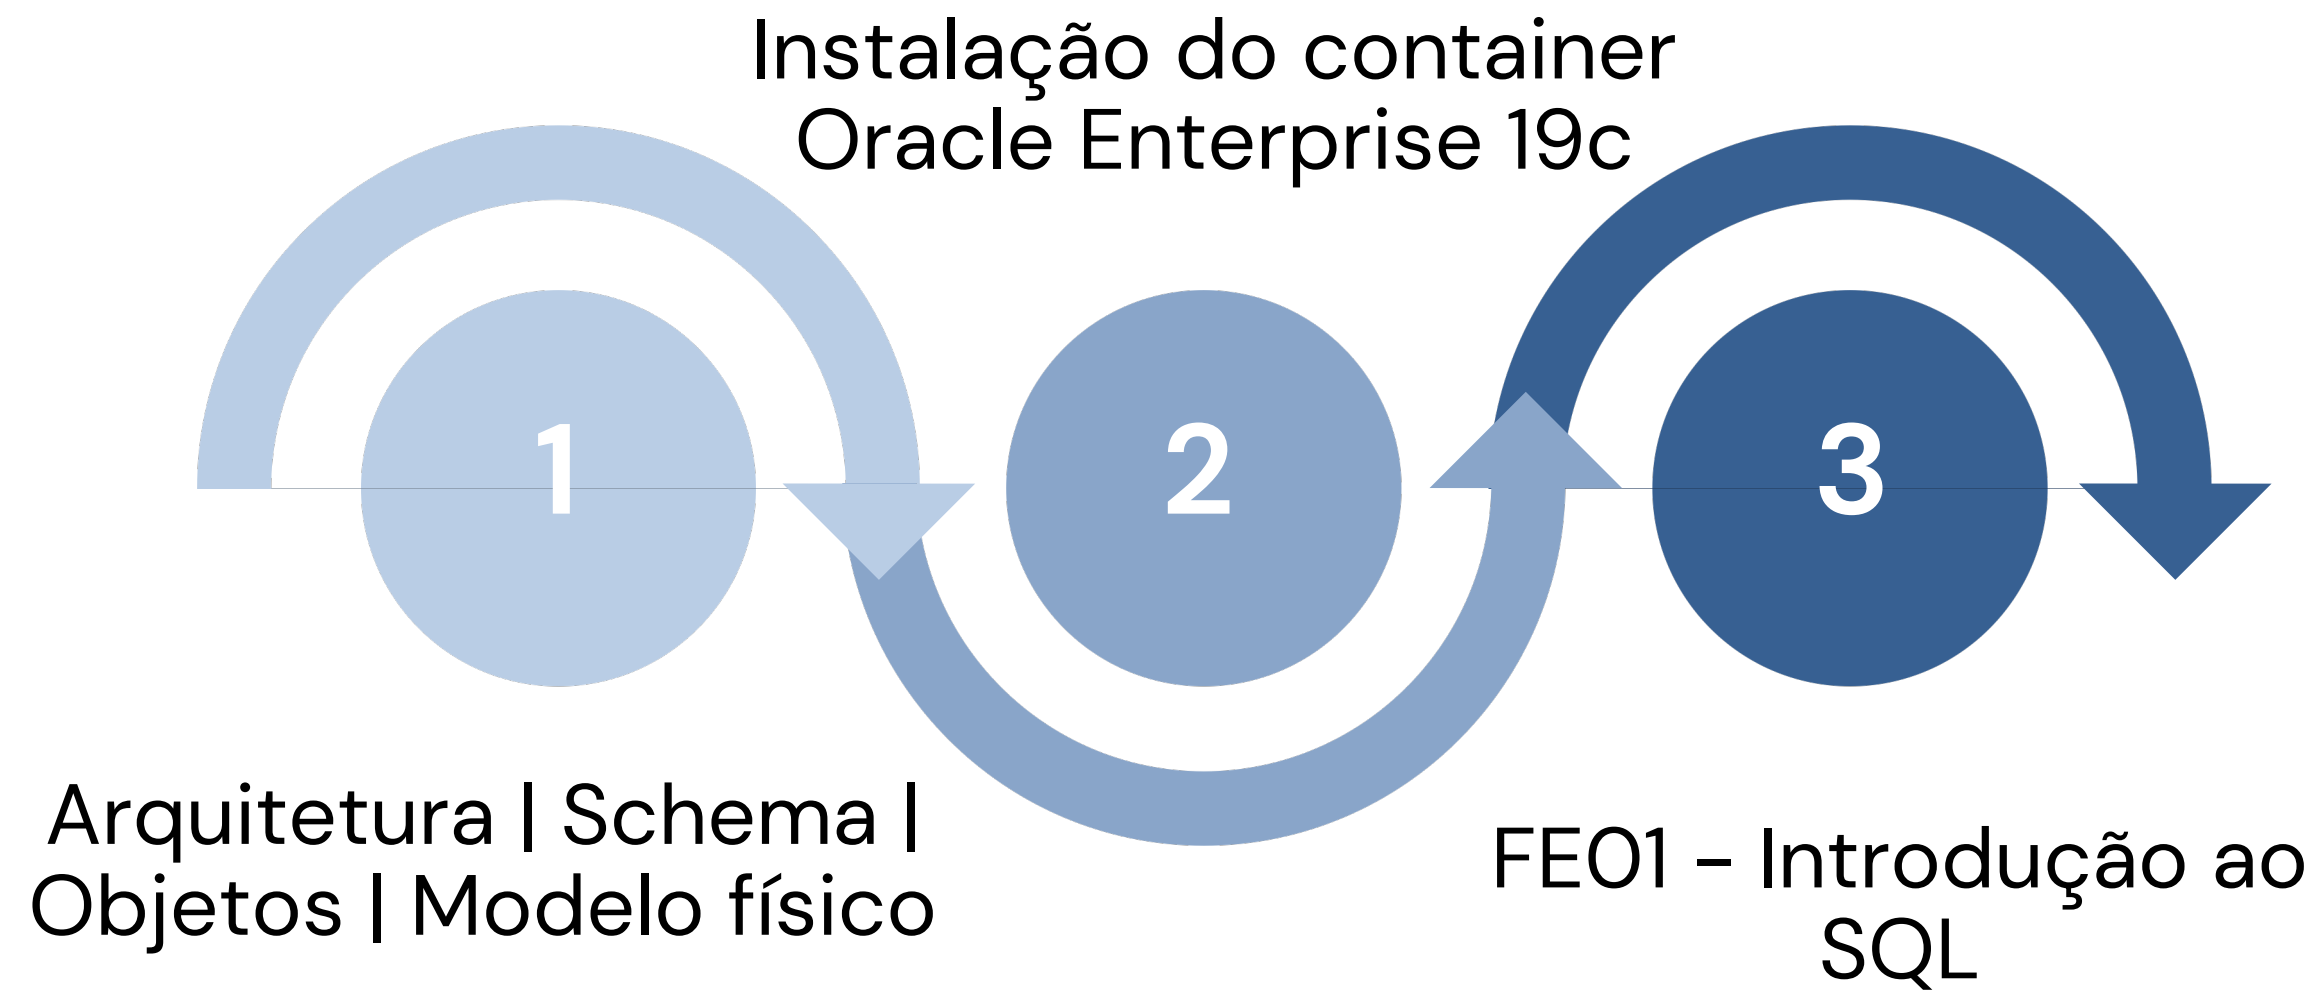 Instalação do container
Oracle Enterprise 19c
1
2
3
Arquitetura | Schema |
Objetos | Modelo físico
FE01 – Introdução ao
SQL